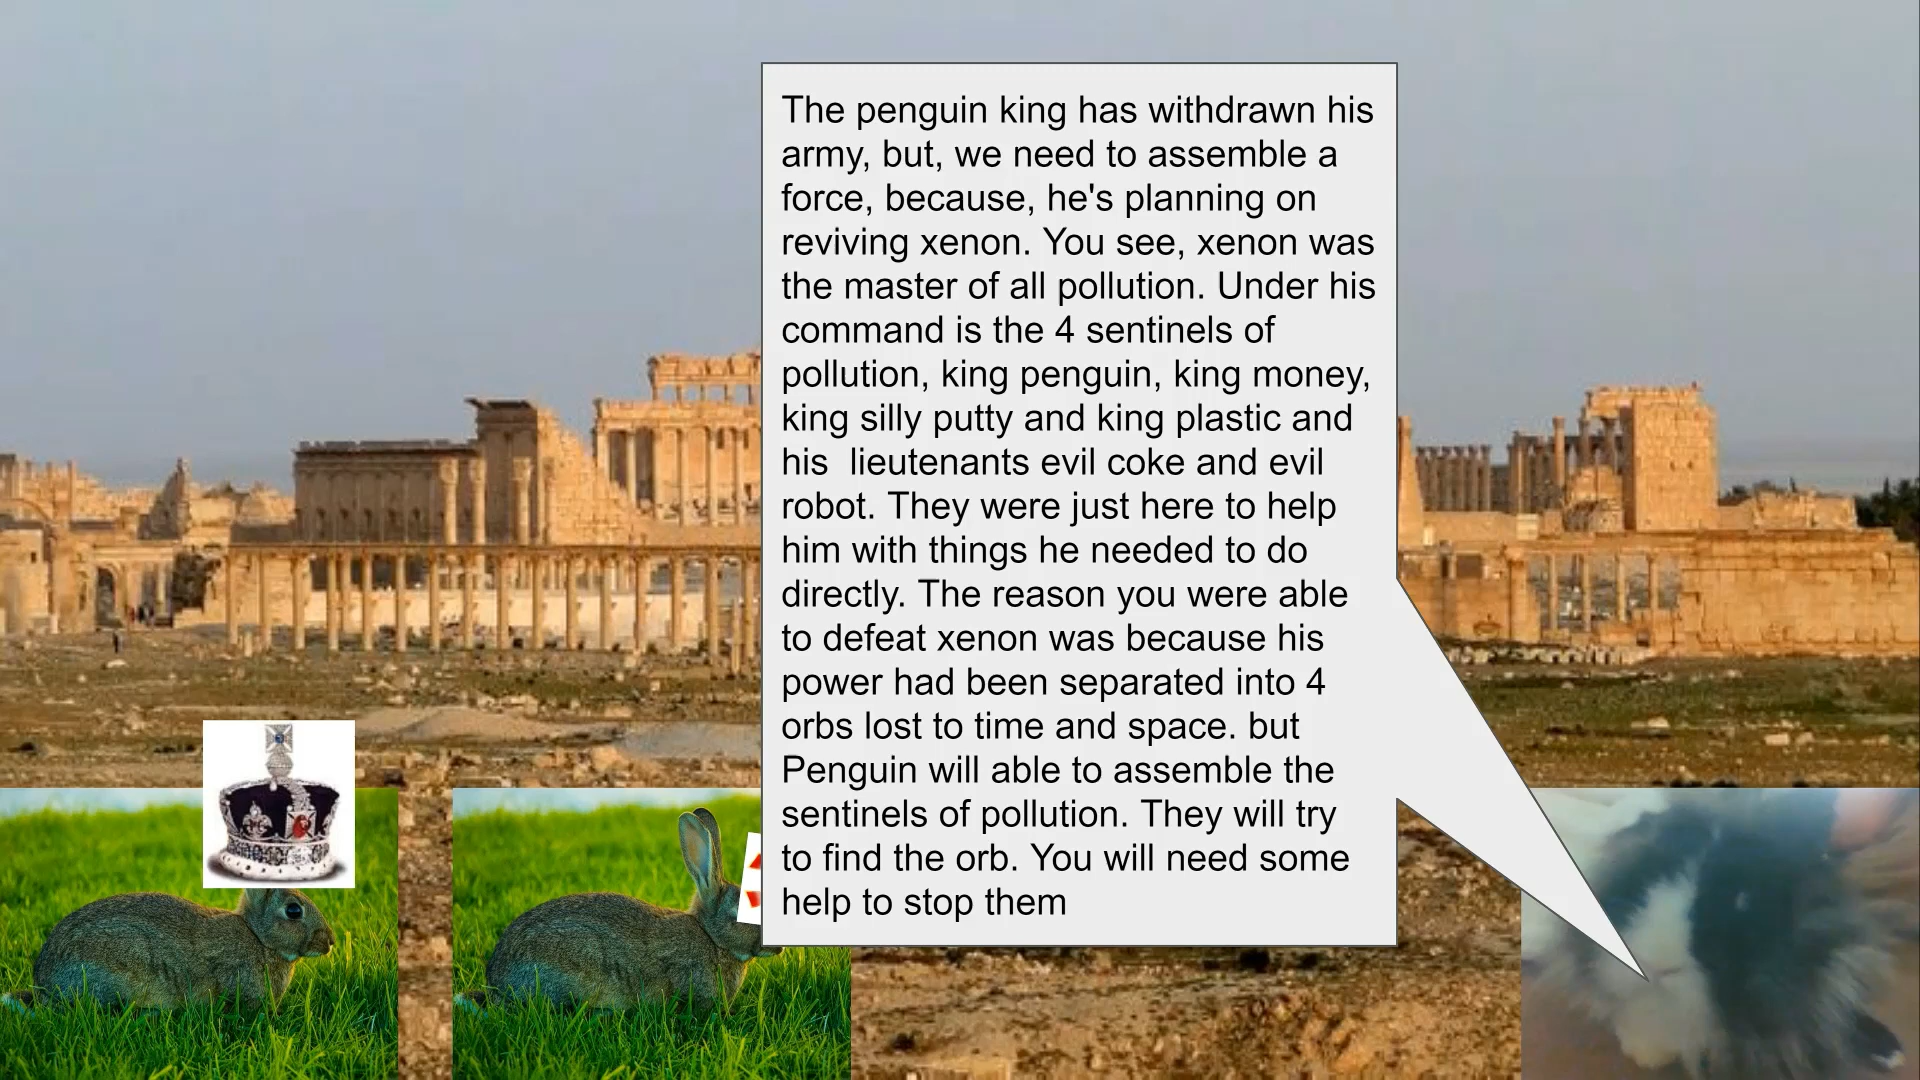 The penguin king has withdrawn his
army, but, we need to assemble a
force, because, he's planning on
reviving xenon. You see, xenon was
the master of all pollution. Under his
command is the 4 sentinels of
pollution, king penguin, king money,
king silly putty and king plastic and
his  lieutenants evil coke and evil
robot. They were just here to help
him with things he needed to do
directly. The reason you were able
to defeat xenon was because his
power had been separated into 4
orbs lost to time and space. but
Penguin will able to assemble the
sentinels of pollution. They will try
to find the orb. You will need some
help to stop them